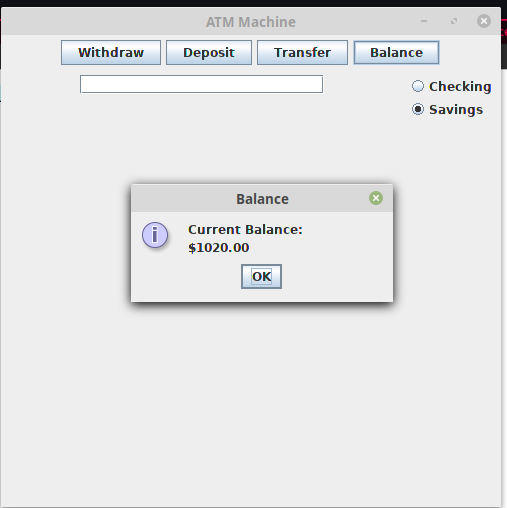 ATM Machine
Withdraw Deposit Transfer Balance
Checking
Savings
Balance
Current Balance:
$1020.00
OK